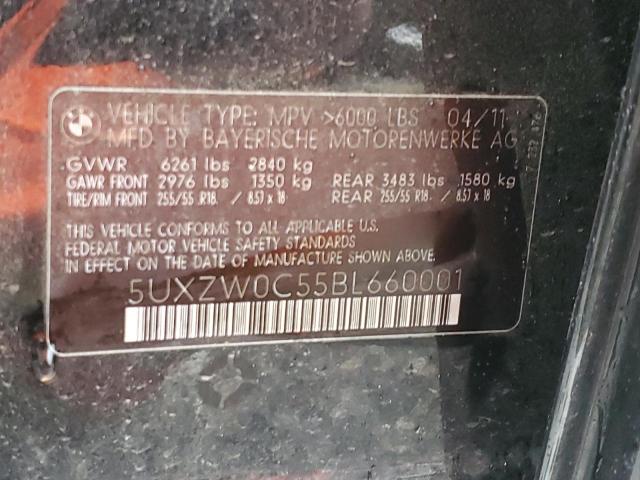 BMW
VEHICLE TYPE: MPV >6000 LBS 04/11
MFD. BY BAYERISCHE MOTORENWERKE AG
GVWR 6261 lbs 2840 kg
GAWR FRONT 2976 lbs 1350 kg REAR 3483 lbs 1580 kg
TIRE/RIM FRONT 255/55 R18 / 8.5J x 18 REAR 255/55 R18 / 8.5J x 18
THIS VEHICLE CONFORMS TO ALL APPLICABLE U.S.
FEDERAL MOTOR VEHICLE SAFETY STANDARDS
IN EFFECT ON THE DATE OF MANUFACTURE SHOWN ABOVE.
5UXZW0C55BL660001